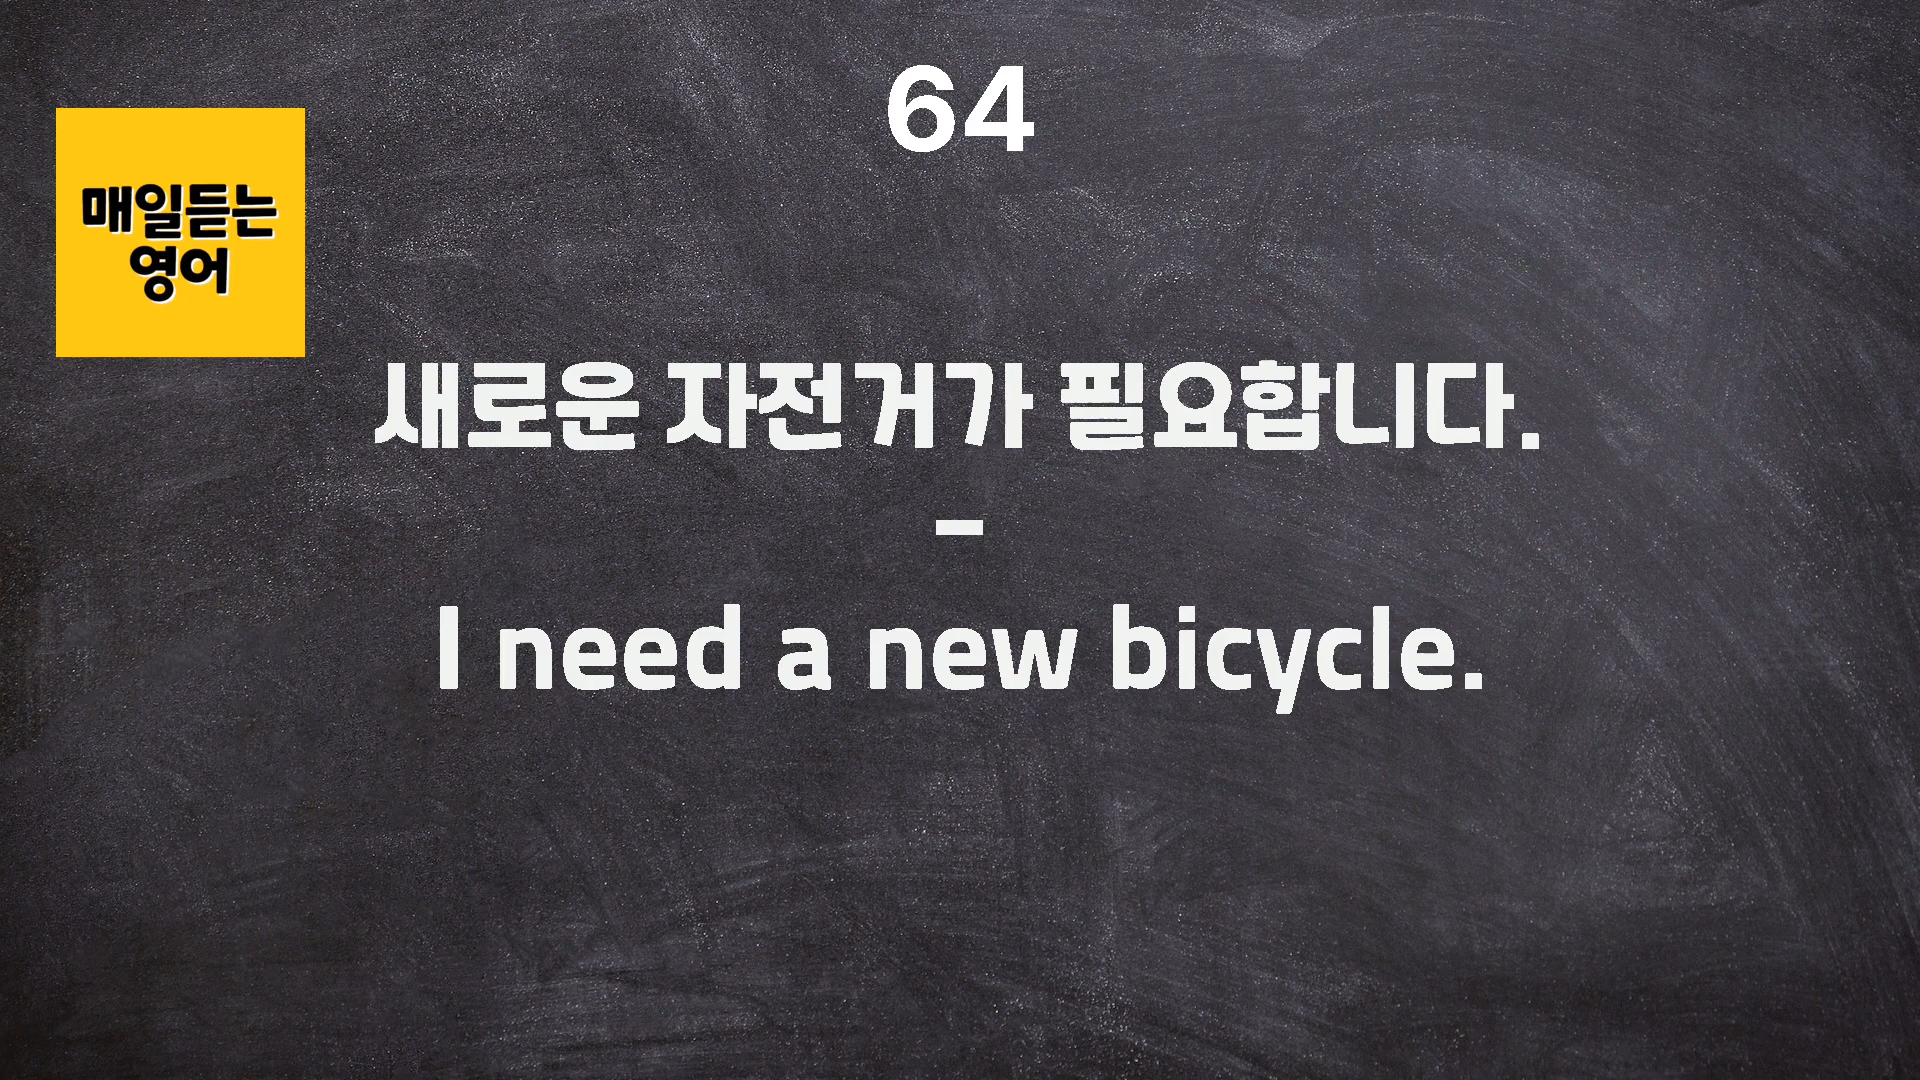 64
매일듣는
영어
새로운 자전거가 필요합니다.
-
I need a new bicycle.